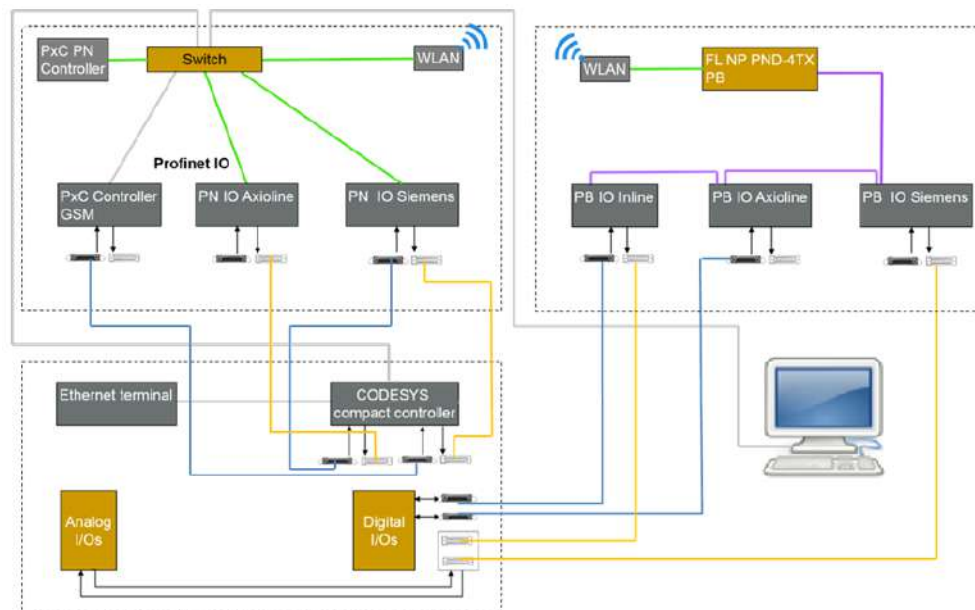 PxC PN
Controller
Switch
WLAN
Profinet IO
PxC Controller
GSM
PN IO Axioline
PN IO Siemens
WLAN
FL NP PND-4TX
PB
PB IO Inline
PB IO Axioline
PB IO Siemens
Ethernet terminal
CODESYS
compact controller
Analog
I/Os
Digital
I/Os